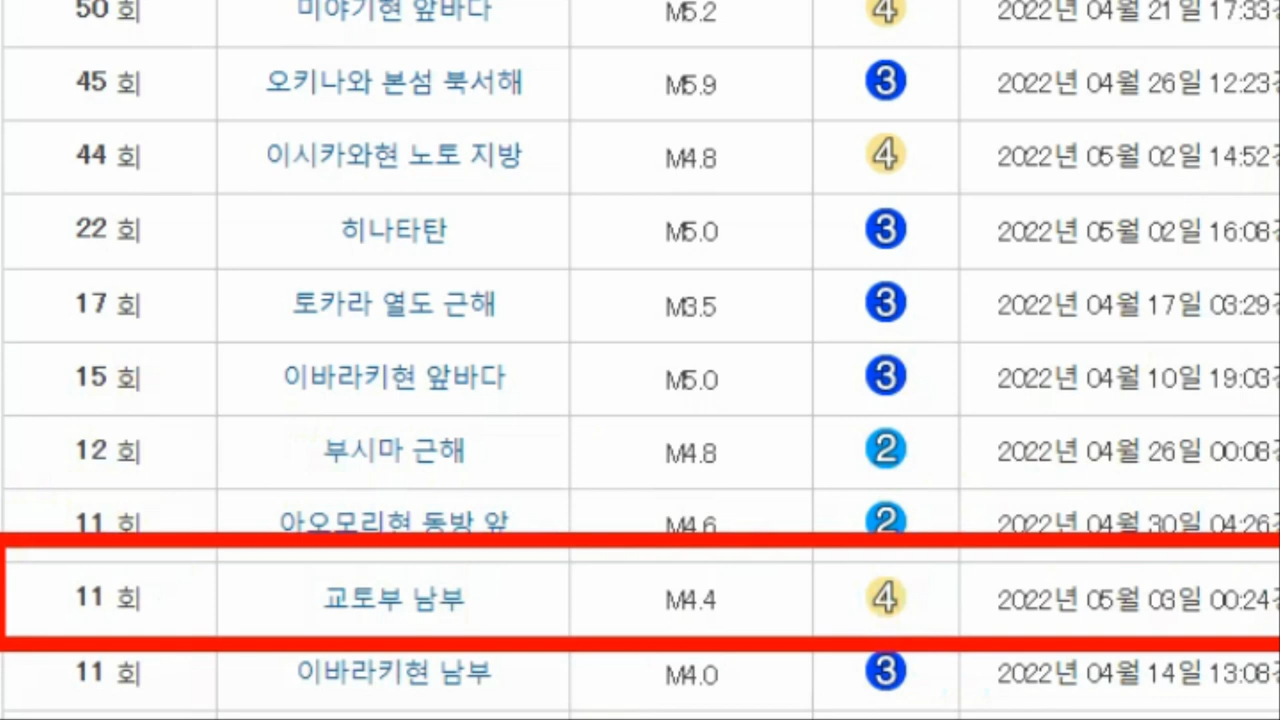 50 회 미야기현 앞바다 M5.2 4 2022년 04월 21일 17:33
45 회 오키나와 본섬 북서해 M5.9 3 2022년 04월 26일 12:23
44 회 이시카와현 노토 지방 M4.8 4 2022년 05월 02일 14:52
22 회 히나타탄 M5.0 3 2022년 05월 02일 16:08
17 회 토카라 열도 근해 M3.5 3 2022년 04월 17일 03:29
15 회 이바라키현 앞바다 M5.0 3 2022년 04월 10일 19:03
12 회 부시마 근해 M4.8 2 2022년 04월 26일 00:08
11 회 아오모리현 동방 앞 M4.6 2 2022년 04월 30일 04:26
11 회 교토부 남부 M4.4 4 2022년 05월 03일 00:24
11 회 이바라키현 남부 M4.0 3 2022년 04월 14일 13:08